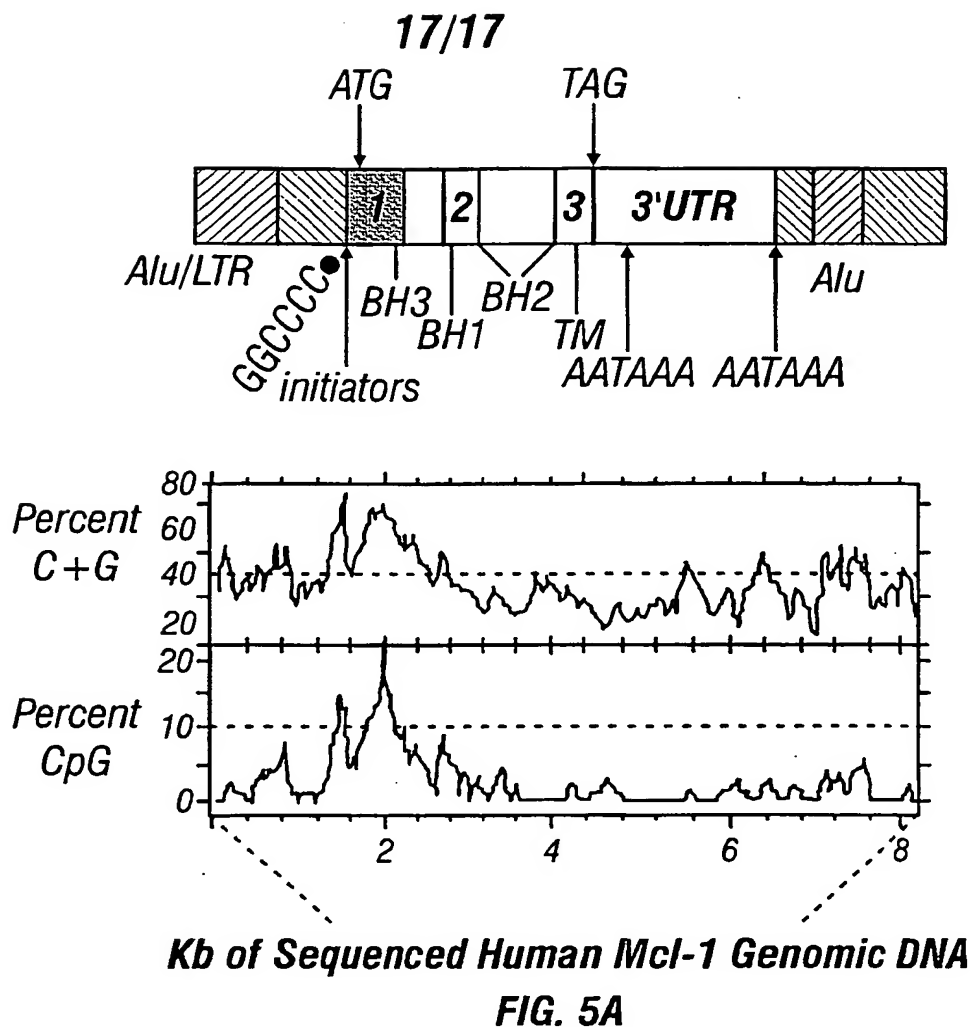 17/17
ATG TAG
1 2 3 3'UTR
Alu/LTR BH3 BH2 Alu
GGCCCC
BH1 TM
initiators AATAAA AATAAA
Percent
C+G
80
60
40
20
Percent
CpG
20
10
0
2 4 6 8
Kb of Sequenced Human Mcl-1 Genomic DNA
FIG. 5A